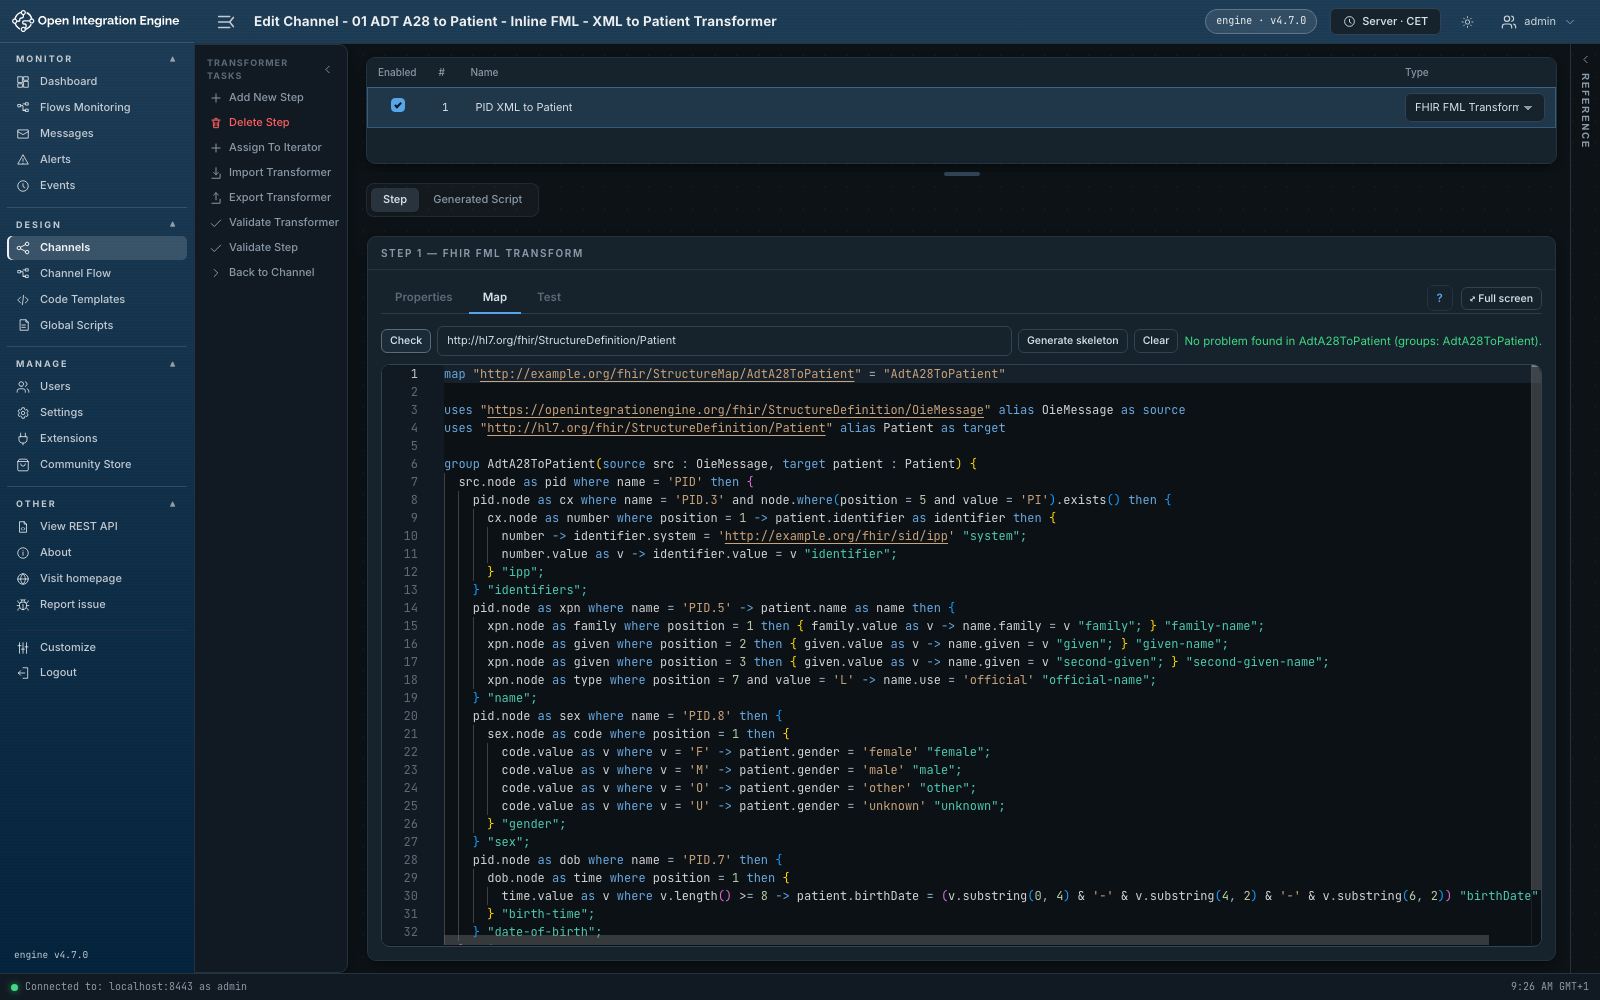 Open Integration Engine
Edit Channel - 01 ADT A28 to Patient - Inline FML - XML to Patient Transformer
engine · v4.7.0
Server · CET
admin
MONITOR
Dashboard
Flows Monitoring
Messages
Alerts
Events
DESIGN
Channels
Channel Flow
Code Templates
Global Scripts
MANAGE
Users
Settings
Extensions
Community Store
OTHER
View REST API
About
Visit homepage
Report issue
Customize
Logout
engine v4.7.0
TRANSFORMER
TASKS
Add New Step
Delete Step
Assign To Iterator
Import Transformer
Export Transformer
Validate Transformer
Validate Step
Back to Channel
Enabled # Name Type
1 PID XML to Patient FHIR FML Transform
REFERENCE
Step Generated Script
STEP 1 — FHIR FML TRANSFORM
Properties Map Test ? Full screen
Check http://hl7.org/fhir/StructureDefinition/Patient Generate skeleton Clear No problem found in AdtA28ToPatient (groups: AdtA28ToPatient).
1 map "http://example.org/fhir/StructureMap/AdtA28ToPatient" = "AdtA28ToPatient"
2
3 uses "https://openintegrationengine.org/fhir/StructureDefinition/OieMessage" alias OieMessage as source
4 uses "http://hl7.org/fhir/StructureDefinition/Patient" alias Patient as target
5
6 group AdtA28ToPatient(source src : OieMessage, target patient : Patient) {
7 src.node as pid where name = 'PID' then {
8 pid.node as cx where name = 'PID.3' and node.where(position = 5 and value = 'PI').exists() then {
9 cx.node as number where position = 1 -> patient.identifier as identifier then {
10 number -> identifier.system = 'http://example.org/fhir/sid/ipp' "system";
11 number.value as v -> identifier.value = v "identifier";
12 } "ipp";
13 } "identifiers";
14 pid.node as xpn where name = 'PID.5' -> patient.name as name then {
15 xpn.node as family where position = 1 then { family.value as v -> name.family = v "family"; } "family-name";
16 xpn.node as given where position = 2 then { given.value as v -> name.given = v "given"; } "given-name";
17 xpn.node as given where position = 3 then { given.value as v -> name.given = v "second-given"; } "second-given-name";
18 xpn.node as type where position = 7 and value = 'L' -> name.use = 'official' "official-name";
19 } "name";
20 pid.node as sex where name = 'PID.8' then {
21 sex.node as code where position = 1 then {
22 code.value as v where v = 'F' -> patient.gender = 'female' "female";
23 code.value as v where v = 'M' -> patient.gender = 'male' "male";
24 code.value as v where v = 'O' -> patient.gender = 'other' "other";
25 code.value as v where v = 'U' -> patient.gender = 'unknown' "unknown";
26 } "gender";
27 } "sex";
28 pid.node as dob where name = 'PID.7' then {
29 dob.node as time where position = 1 then {
30 time.value as v where v.length() >= 8 -> patient.birthDate = (v.substring(0, 4) & '-' & v.substring(4, 2) & '-' & v.substring(6, 2)) "birthDate"
31 } "birth-time";
32 } "date-of-birth";
Connected to: localhost:8443 as admin
9:26 AM GMT+1